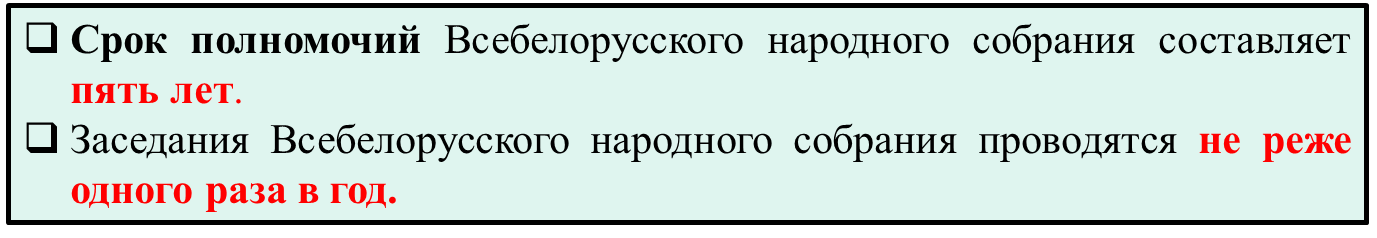 ❑ Срок полномочий Всебелорусского народного собрания составляет
пять лет.
❑ Заседания Всебелорусского народного собрания проводятся не реже
одного раза в год.